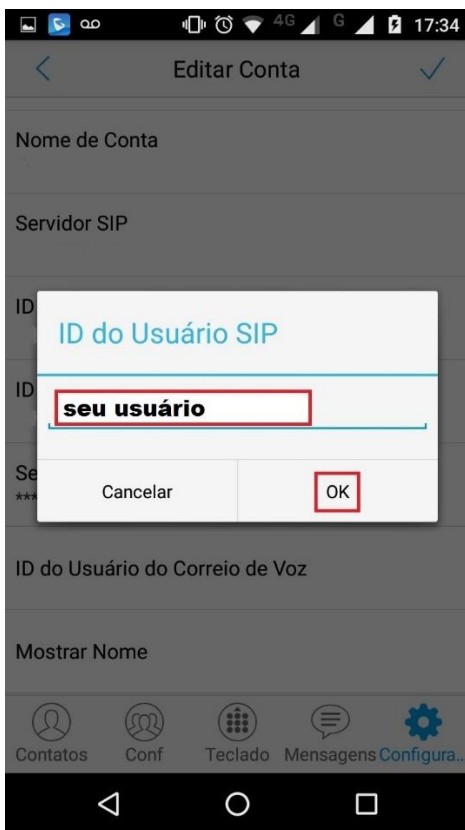 4G
G
17:34
Editar Conta
Nome de Conta
Servidor SIP
ID
ID do Usuário SIP
ID
seu usuário
Se
***
Cancelar
OK
ID do Usuário do Correio de Voz
Mostrar Nome
Contatos
Conf
Teclado
Mensagens
Configura..